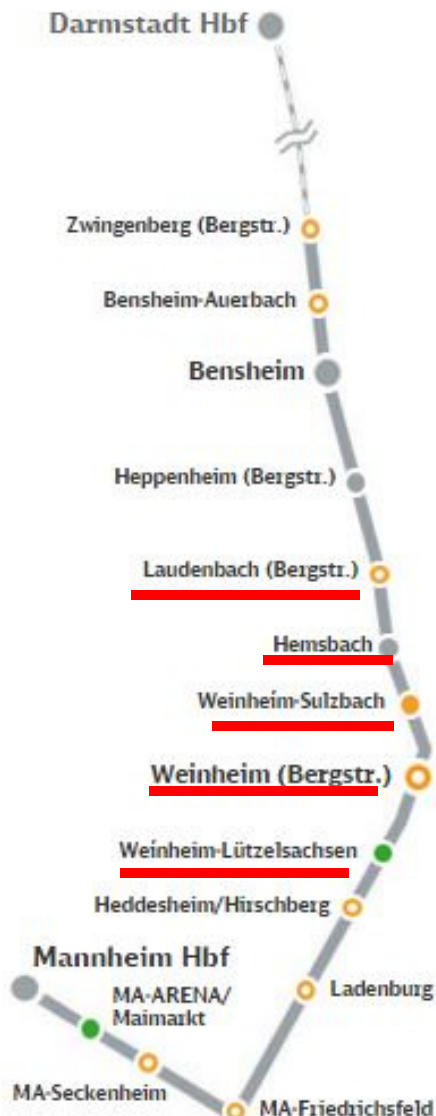 Darmstadt Hbf
Zwingenberg (Bergstr.)
Bensheim-Auerbach
Bensheim
Heppenheim (Bergstr.)
Laudenbach (Bergstr.)
Hemsbach
Weinheim-Sulzbach
Weinheim (Bergstr.)
Weinheim-Lützelsachsen
Heddesheim/Hirschberg
Mannheim Hbf
Ladenburg
MA-ARENA/
Maimarkt
MA-Seckenheim
MA-Friedrichsfeld